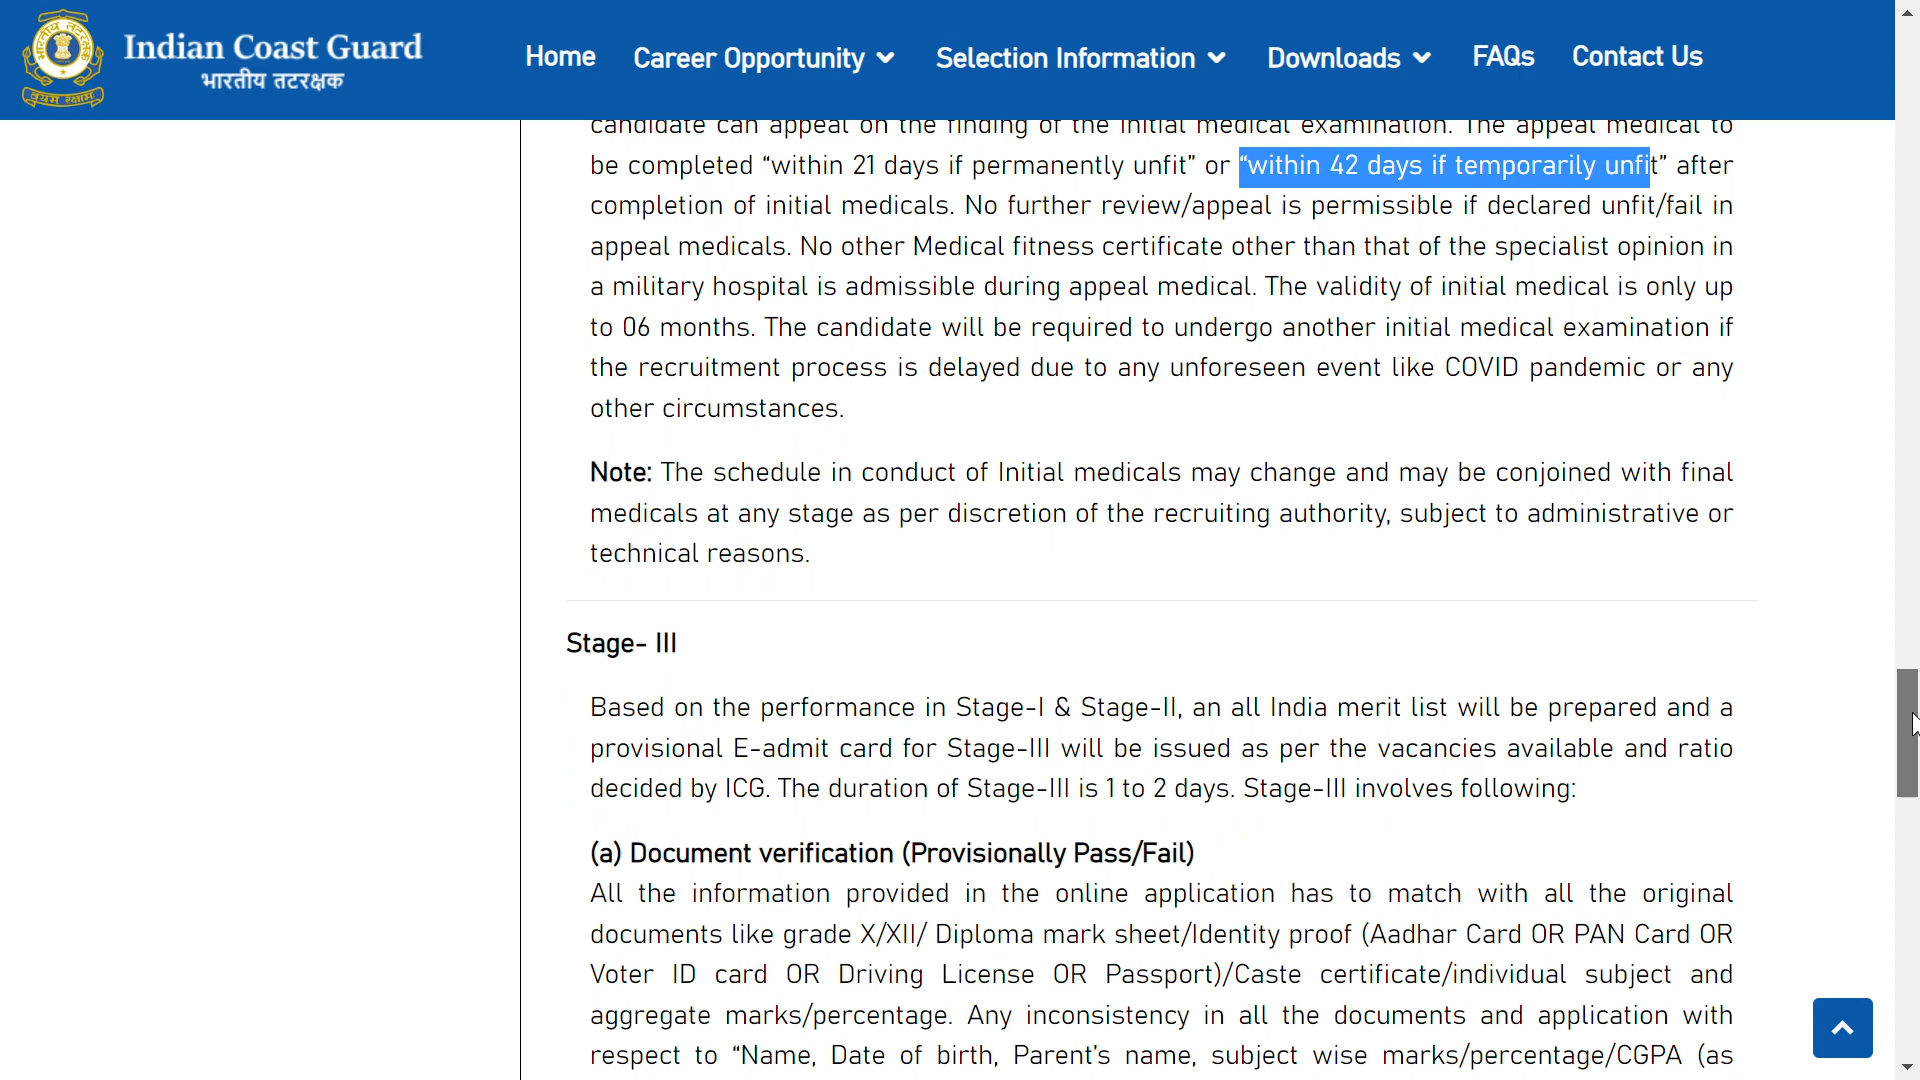 Indian Coast Guard
भारतीय तटरक्षक
Home Career Opportunity Selection Information Downloads FAQs Contact Us
candidate can appeal on the finding of the initial medical examination. The appeal medical to
be completed “within 21 days if permanently unfit” or “within 42 days if temporarily unfit” after
completion of initial medicals. No further review/appeal is permissible if declared unfit/fail in
appeal medicals. No other Medical fitness certificate other than that of the specialist opinion in
a military hospital is admissible during appeal medical. The validity of initial medical is only up
to 06 months. The candidate will be required to undergo another initial medical examination if
the recruitment process is delayed due to any unforeseen event like COVID pandemic or any
other circumstances.
Note: The schedule in conduct of Initial medicals may change and may be conjoined with final
medicals at any stage as per discretion of the recruiting authority, subject to administrative or
technical reasons.
Stage- III
Based on the performance in Stage-I & Stage-II, an all India merit list will be prepared and a
provisional E-admit card for Stage-III will be issued as per the vacancies available and ratio
decided by ICG. The duration of Stage-III is 1 to 2 days. Stage-III involves following:
(a) Document verification (Provisionally Pass/Fail)
All the information provided in the online application has to match with all the original
documents like grade X/XII/ Diploma mark sheet/Identity proof (Aadhar Card OR PAN Card OR
Voter ID card OR Driving License OR Passport)/Caste certificate/individual subject and
aggregate marks/percentage. Any inconsistency in all the documents and application with
respect to “Name, Date of birth, Parent’s name, subject wise marks/percentage/CGPA (as